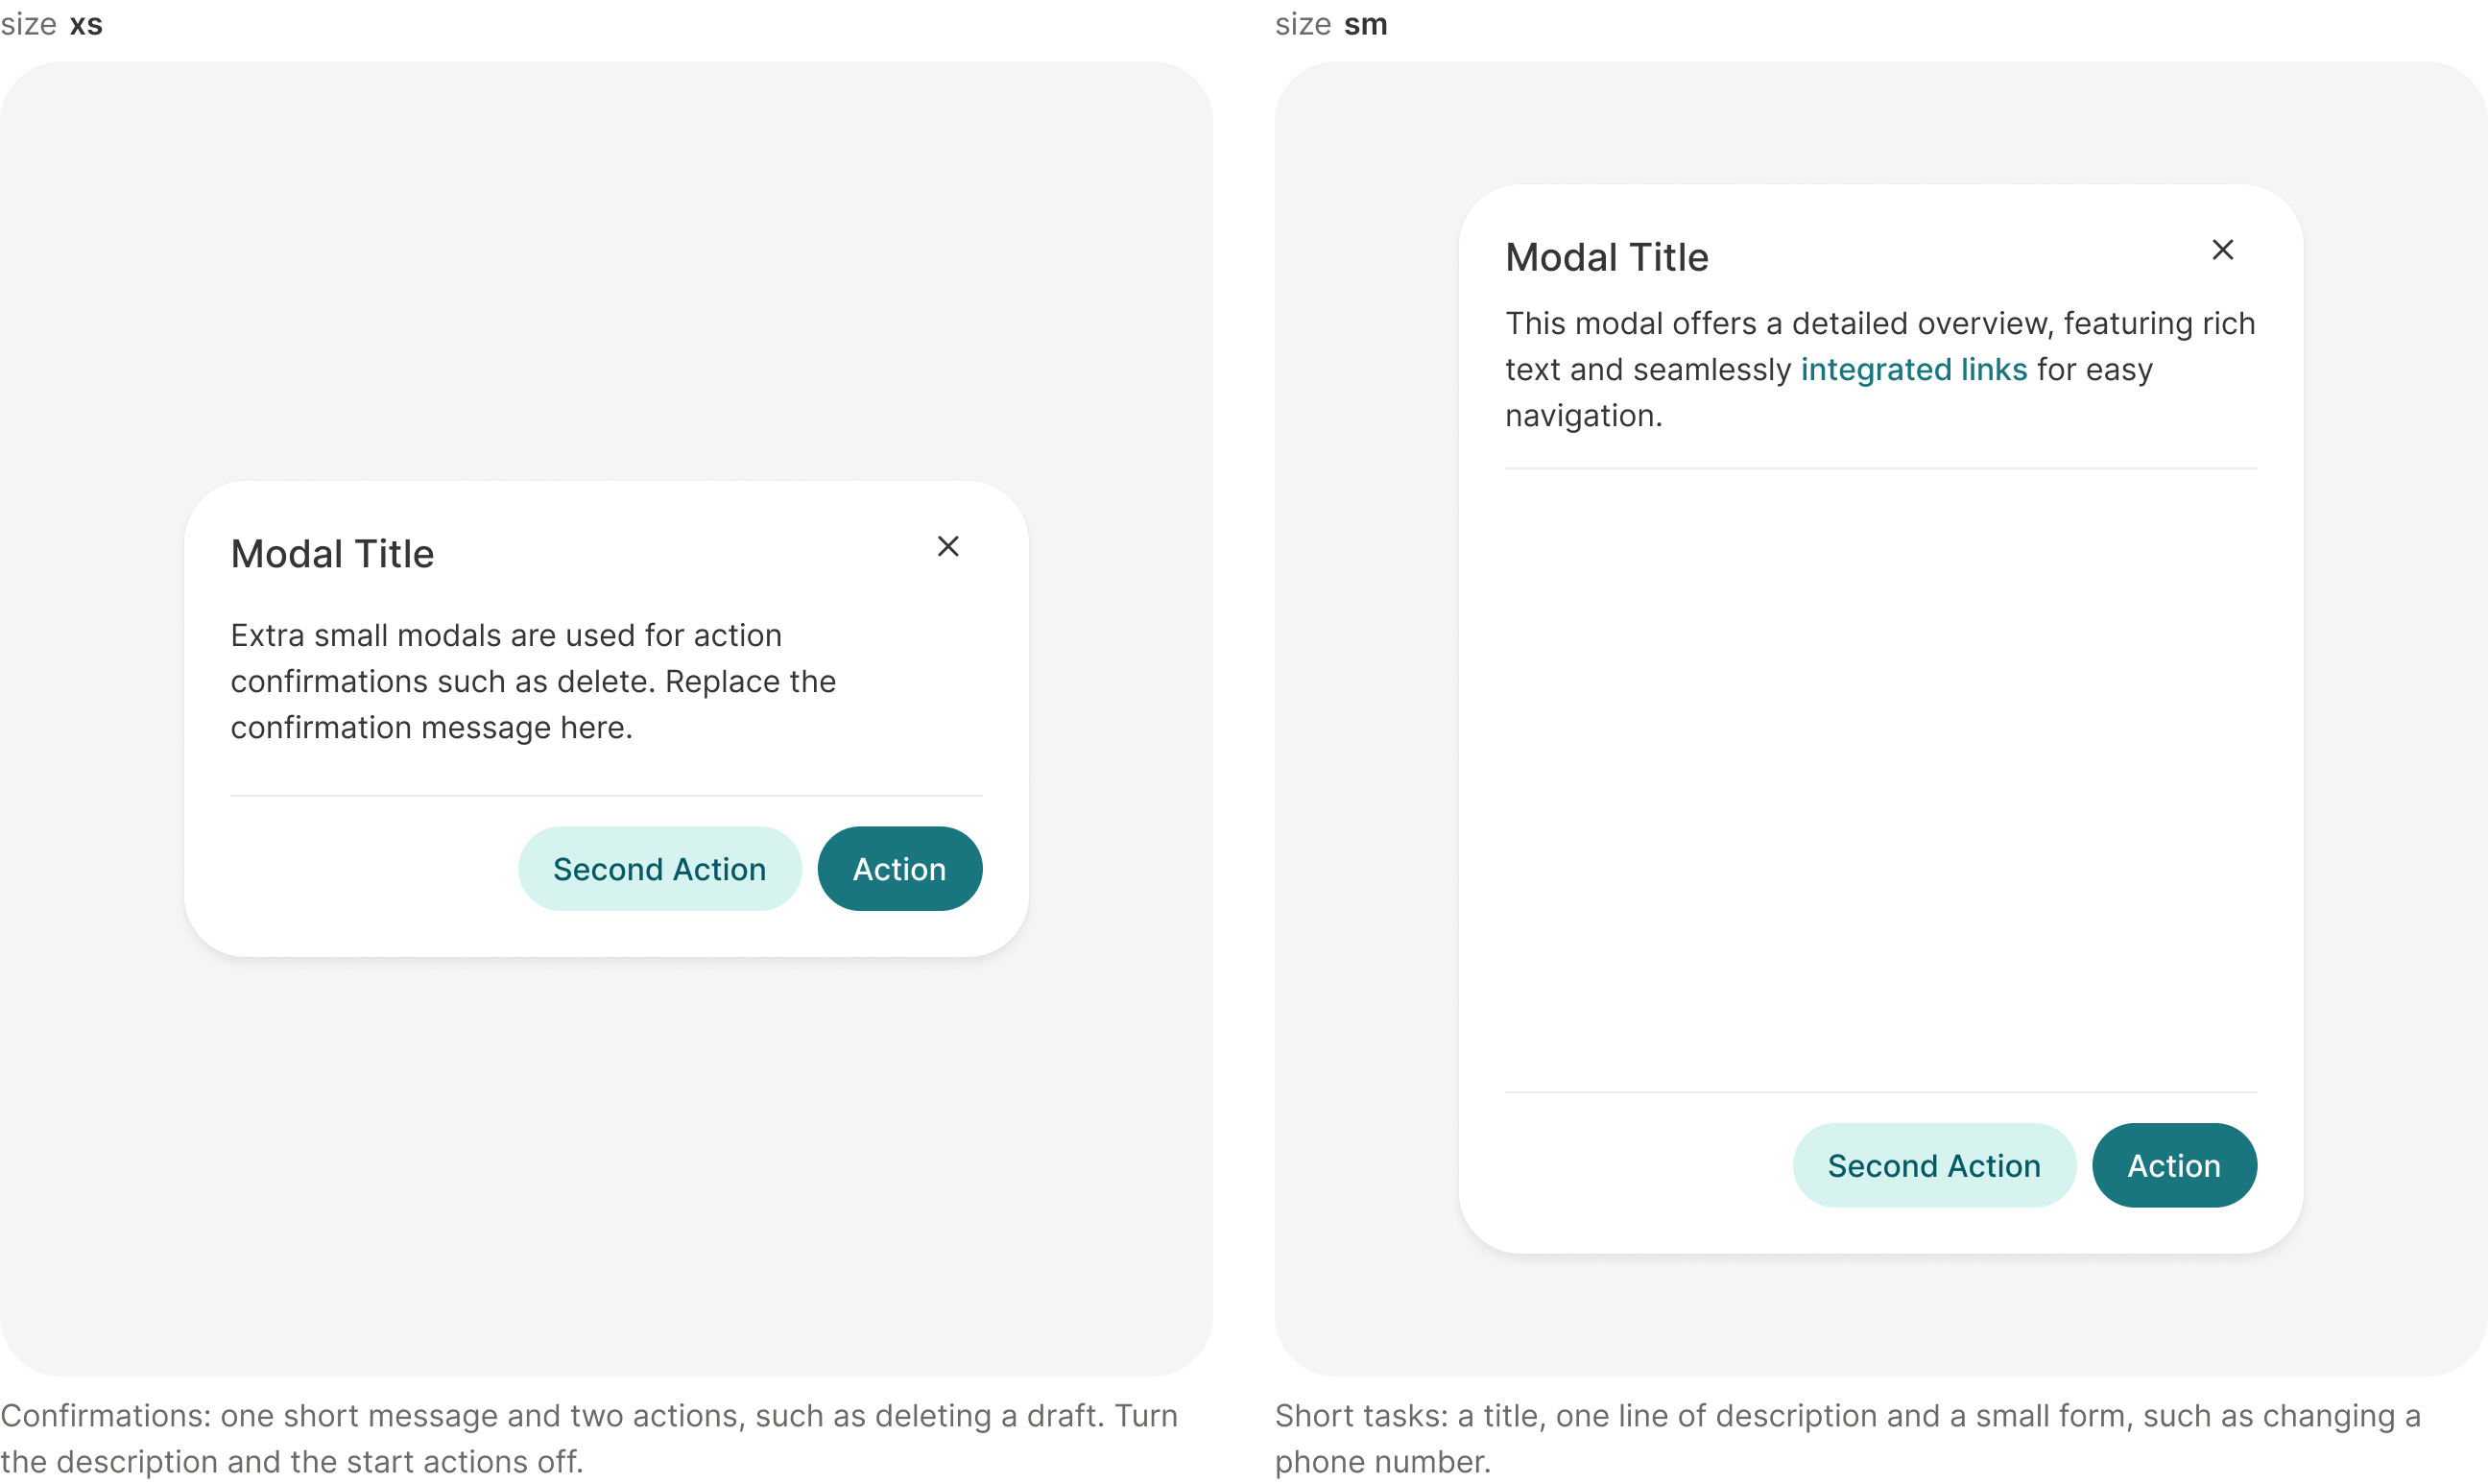 size xs
Modal Title
Extra small modals are used for action
confirmations such as delete. Replace the
confirmation message here.
Second Action
Action
Confirmations: one short message and two actions, such as deleting a draft. Turn
the description and the start actions off.
size sm
Modal Title
This modal offers a detailed overview, featuring rich
text and seamlessly integrated links for easy
navigation.
Second Action
Action
Short tasks: a title, one line of description and a small form, such as changing a
phone number.